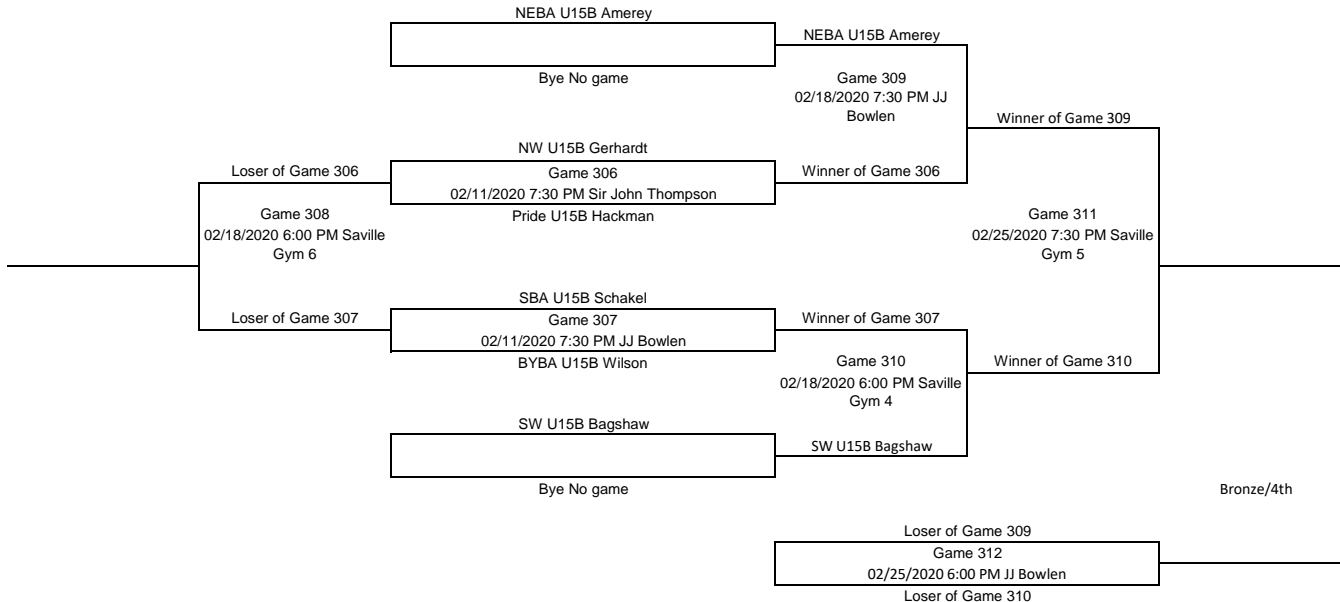 NEBA U15B Amerey
NEBA U15B Amerey
Bye No game
Game 309
02/18/2020 7:30 PM JJ
Bowlen
Winner of Game 309
NW U15B Gerhardt
Loser of Game 306
Game 306
Winner of Game 306
02/11/2020 7:30 PM Sir John Thompson
Pride U15B Hackman
Game 308
02/18/2020 6:00 PM Saville
Gym 6
Game 311
02/25/2020 7:30 PM Saville
Gym 5
SBA U15B Schakel
Loser of Game 307
Game 307
Winner of Game 307
02/11/2020 7:30 PM JJ Bowlen
BYBA U15B Wilson
Game 310
02/18/2020 6:00 PM Saville
Gym 4
Winner of Game 310
SW U15B Bagshaw
SW U15B Bagshaw
Bye No game
Bronze/4th
Loser of Game 309
Game 312
02/25/2020 6:00 PM JJ Bowlen
Loser of Game 310